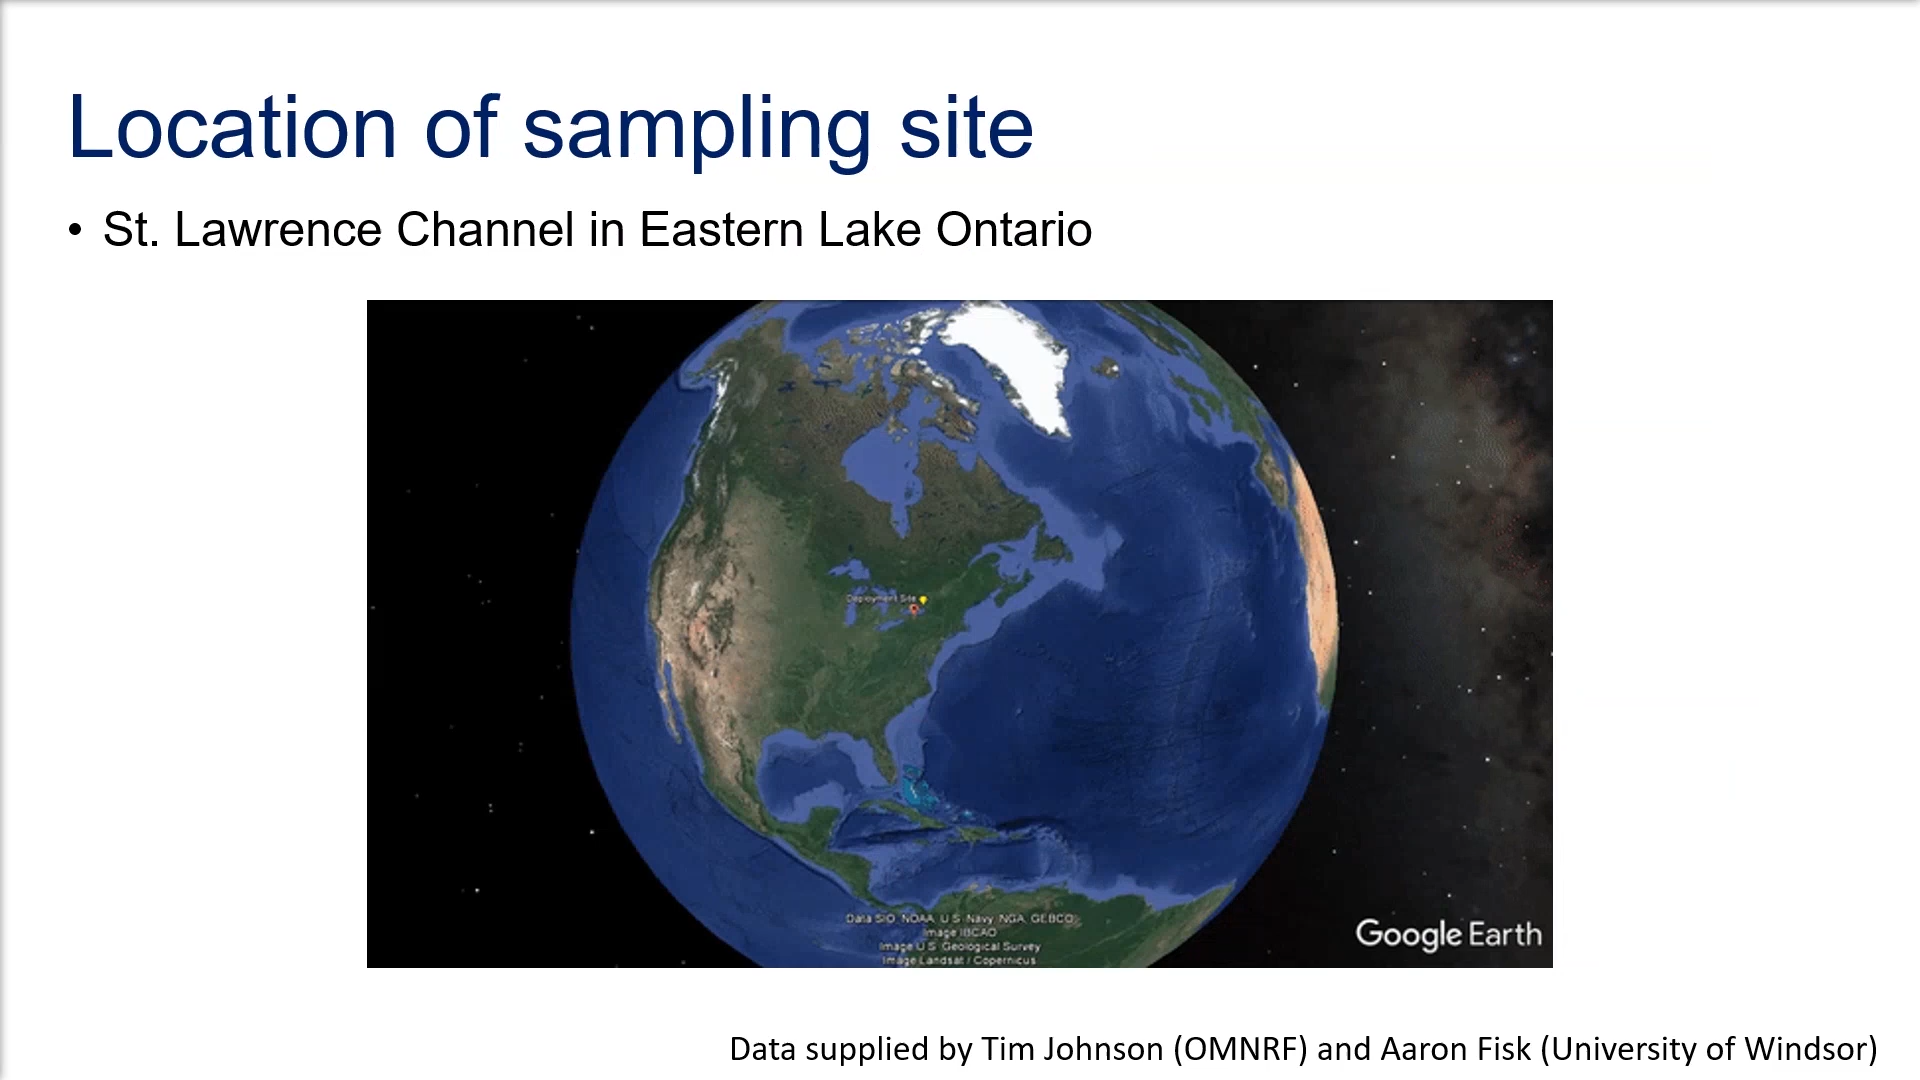 Location of sampling site
• St. Lawrence Channel in Eastern Lake Ontario
Deployment Site
Data SIO, NOAA, U.S. Navy, NGA, GEBCO
Image IBCAO
Image U.S. Geological Survey
Image Landsat / Copernicus
Google Earth
Data supplied by Tim Johnson (OMNRF) and Aaron Fisk (University of Windsor)